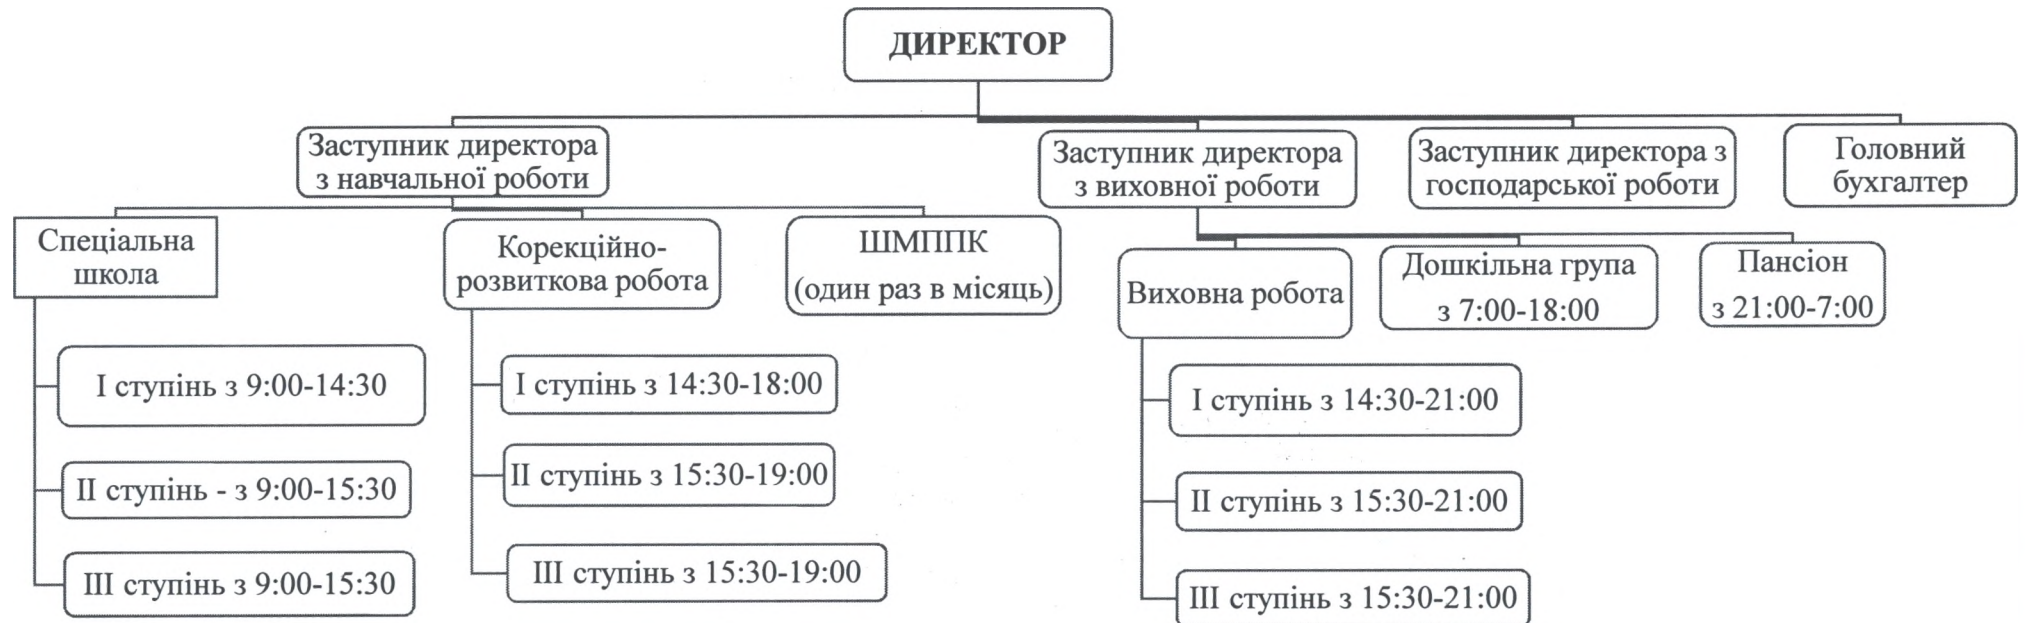 ДИРЕКТОР
Заступник директора
з навчальної роботи
Заступник директора
з виховної роботи
Заступник директора з
господарської роботи
Головний
бухгалтер
Спеціальна
школа
Корекційно-
розвиткова робота
ШМППК
(один раз в місяць)
Виховна робота
Дошкільна група
з 7:00-18:00
Пансіон
з 21:00-7:00
І ступінь з 9:00-14:30
ІІ ступінь - з 9:00-15:30
ІІІ ступінь з 9:00-15:30
І ступінь з 14:30-18:00
ІІ ступінь з 15:30-19:00
ІІІ ступінь з 15:30-19:00
І ступінь з 14:30-21:00
ІІ ступінь з 15:30-21:00
ІІІ ступінь з 15:30-21:00